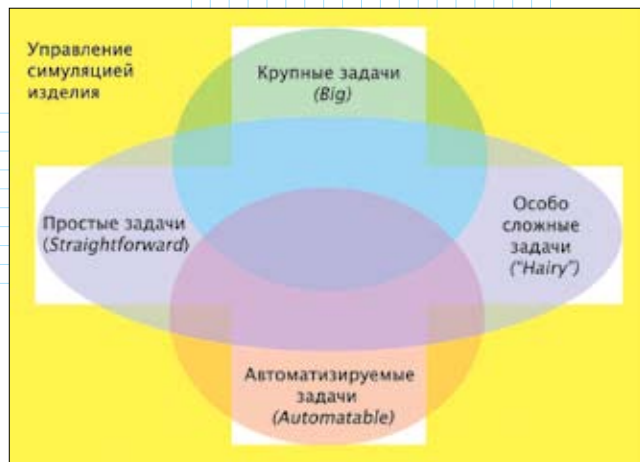 Управление
симуляцией
изделия
Крупные задачи
(Big)
Простые задачи
(Straightforward)
Особо
сложные
задачи
("Hairy")
Автоматизируемые
задачи
(Automatable)